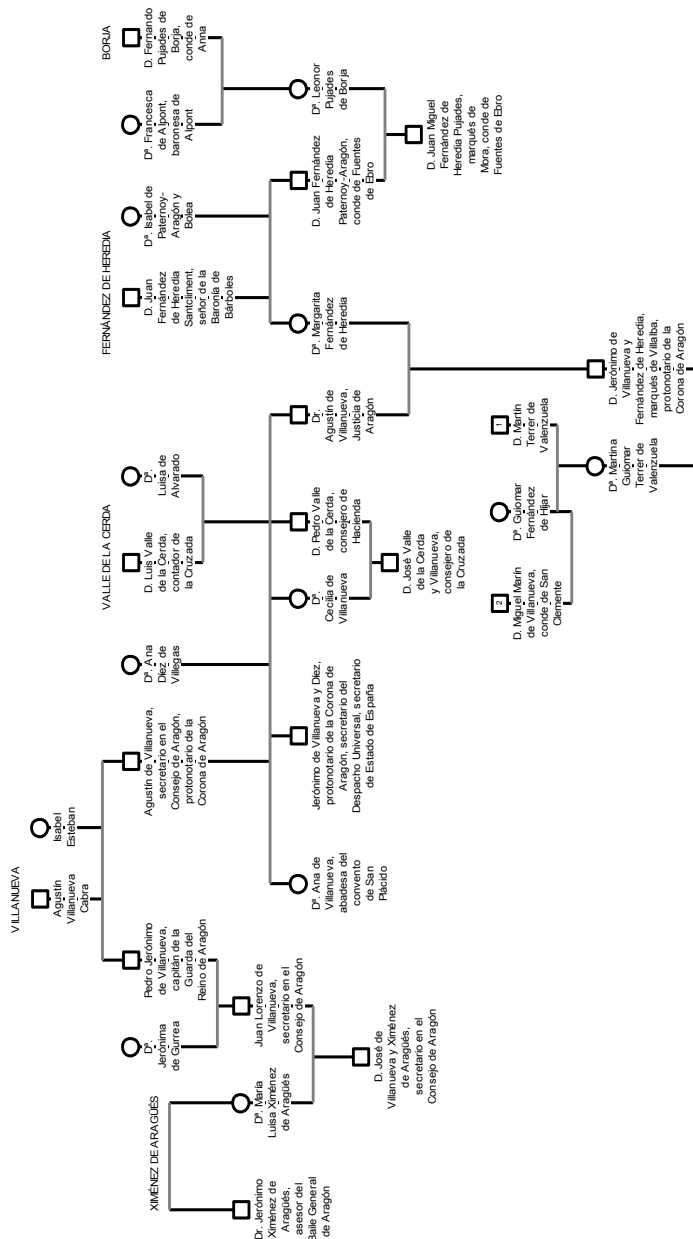 VILLANUEVA
Agustín
Villanueva
Cabra
Isabel
Esteban
XIMÉNEZ DE ARAGÜÉS
Dª.
Jerónima
de Gurrea
Pedro Jerónimo
de Villanueva,
capitán de la
Guarda del
Reino de Aragón
Agustín de Villanueva,
secretario en el
Consejo de Aragón,
protonotario de la
Corona de Aragón
Dª. Ana
Díez de
Villegas
VALLE DE LA CERDA
D. Luis Valle
de la Cerda,
contador de
la Cruzada
Dª.
Luisa de
Alvarado
FERNÁNDEZ DE HEREDIA
D. Juan
Fernández
de Heredia
Santcliment,
señor de la
Baronía de
Bárboles
Dª. Isabel de
Paternoy-
Aragón y
Bolea
BORJA
Dª. Francesca
de Alpont,
baronesa de
Alpont
D. Fernando
Pujades de
Borja,
conde de
Anna
Dr. Jerónimo
Ximénez de
Aragüés,
asesor del
Baile General
de Aragón
Dª. María
Luisa Ximénez
de Aragüés
Juan Lorenzo de
Villanueva,
secretario en el
Consejo de Aragón
Dª. Ana de
Villanueva,
abadesa del
convento
de San
Plácido
Jerónimo de Villanueva y Díez,
protonotario de la Corona de
Aragón, secretario del
Despacho Universal, secretario
de Estado de España
Dª.
Cecilia de
Villanueva
D. Pedro Valle
de la Cerda,
consejero de
Hacienda
Dr.
Agustín de
Villanueva,
Justicia de
Aragón
Dª. Margarita
Fernández
de Heredia
D. Juan Fernández
de Heredia
Paternoy-Aragón,
conde de Fuentes
de Ebro
Dª. Leonor
Pujades
de Borja
D. José de
Villanueva y Ximénez
de Aragüés,
secretario en el
Consejo de Aragón
D. José Valle
de la Cerda
y Villanueva,
consejero de
la Cruzada
D. Juan Miguel
Fernández de
Heredia Pujades,
marqués de
Mora, conde de
Fuentes de Ebro
2
D. Miguel Marín
de Villanueva,
conde de San
Clemente
Dª. Guiomar
Fernández
de Híjar
1
D. Martín
Terrer de
Valenzuela
Dª. Martina
Guiomar
Terrer de
Valenzuela
D. Jerónimo de
Villanueva y
Fernández de Heredia,
marqués de Villalba,
protonotario de la
Corona de Aragón